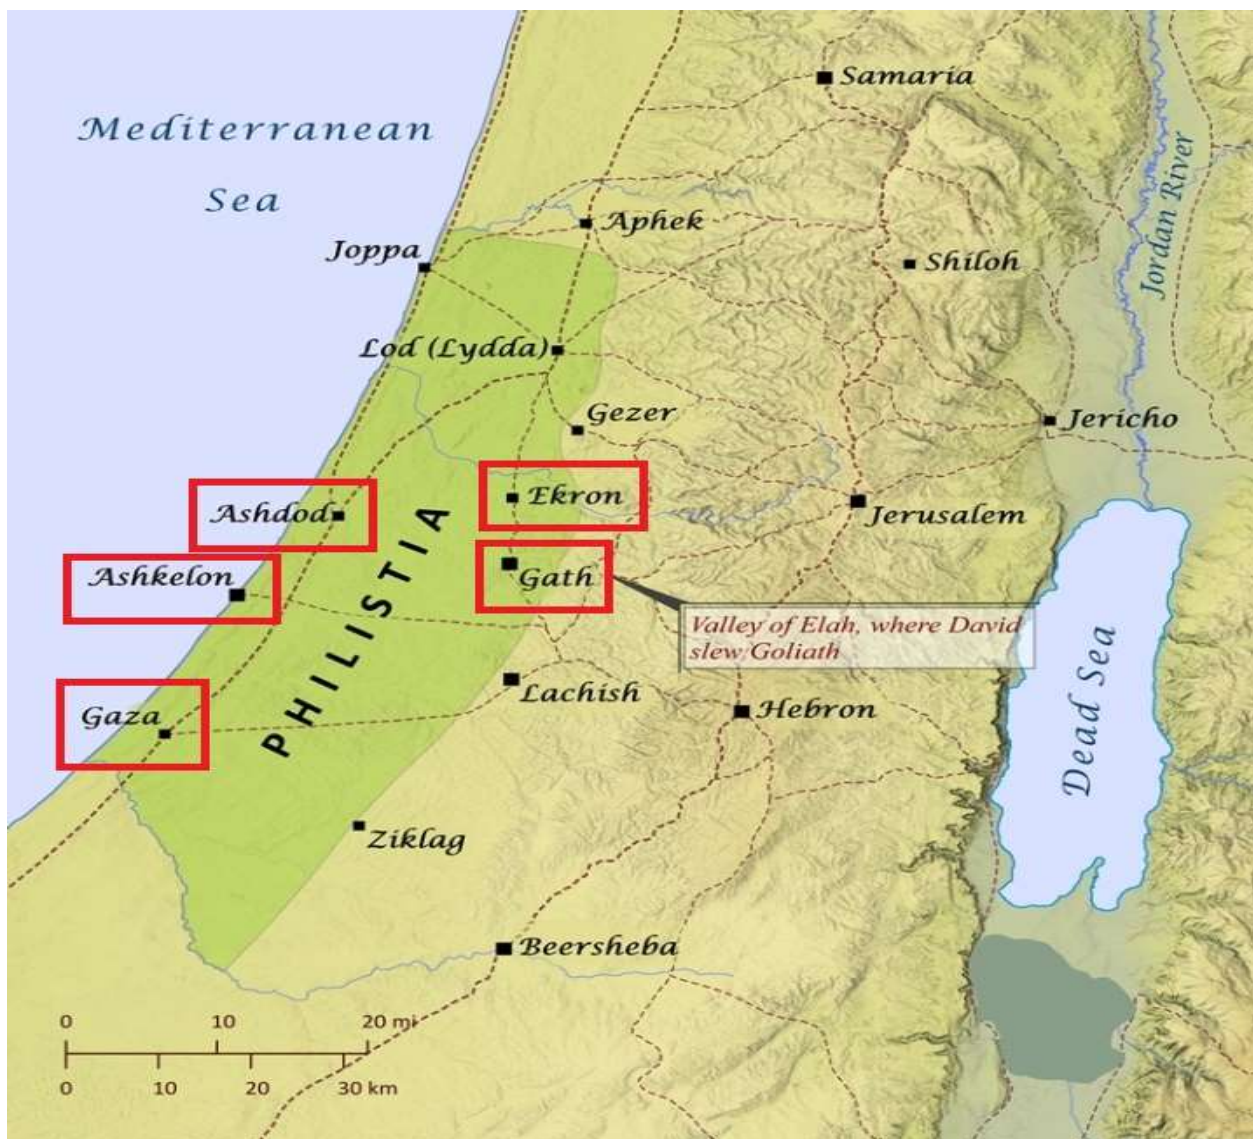 Samaria
Mediterranean
Sea
Jordan River
Aphek
Joppa
Shiloh
Lod (Lydda)
Gezer
Jericho
Ekron
Ashdod
Jerusalem
PHILISTIA
Ashkelon
Gath
Valley of Elah, where David
slew Goliath
Dead Sea
Lachish
Gaza
Hebron
Ziklag
Beersheba
0 10 20 mi
0 10 20 30 km